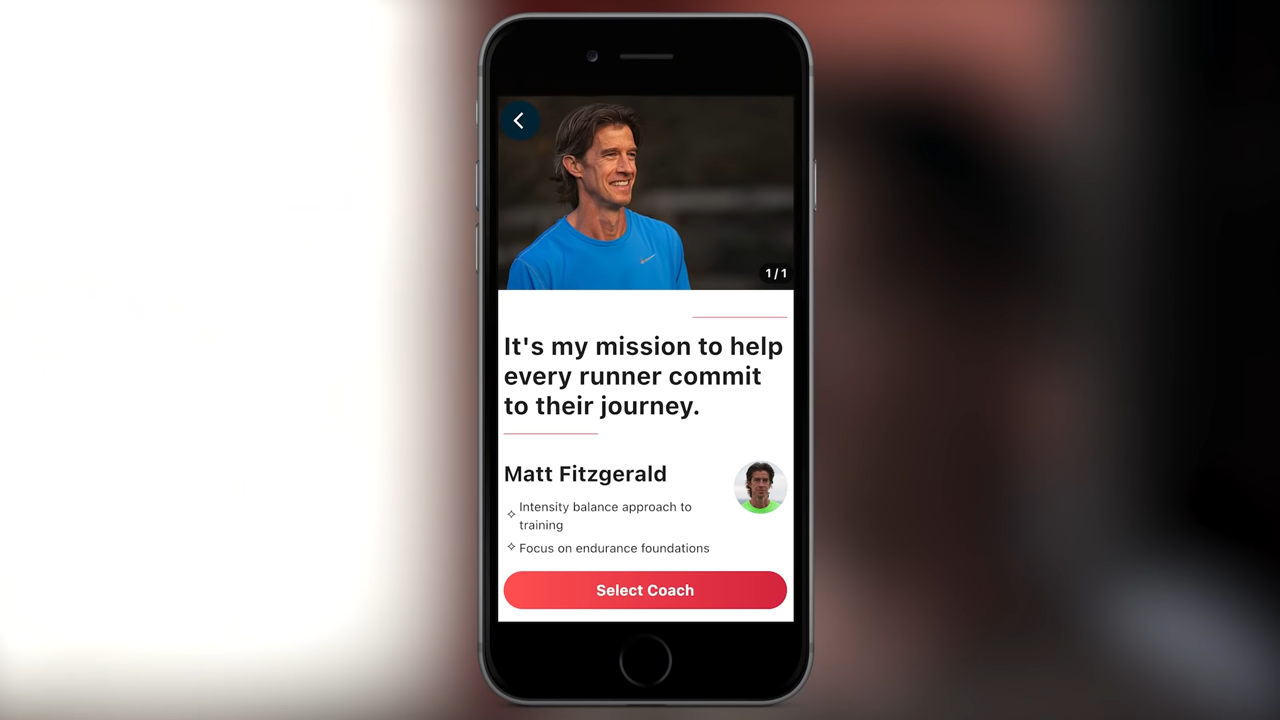 1/1
It's my mission to help
every runner commit
to their journey.
Matt Fitzgerald
Intensity balance approach to
training
Focus on endurance foundations
Select Coach